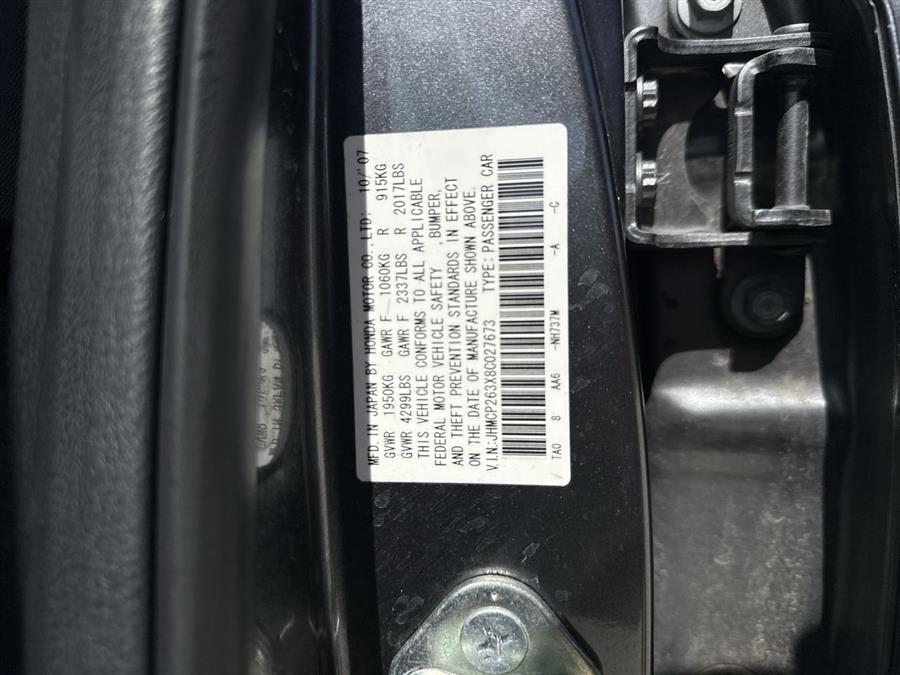 MFD.IN JAPAN BY HONDA MOTOR CO.,LTD: 10/'07
GVWR 1950KG GAWR F 1060KG R 915KG
GVWR 4299LBS GAWR F 2337LBS R 2017LBS
THIS VEHICLE CONFORMS TO ALL APPLICABLE
FEDERAL MOTOR VEHICLE SAFETY ,BUMPER,
AND THEFT PREVENTION STANDARDS IN EFFECT
ON THE DATE OF MANUFACTURE SHOWN ABOVE.
V.I.N:JHMCP263X8C027673 TYPE:PASSENGER CAR
TA0 8 AA6 -NH737M -A -C